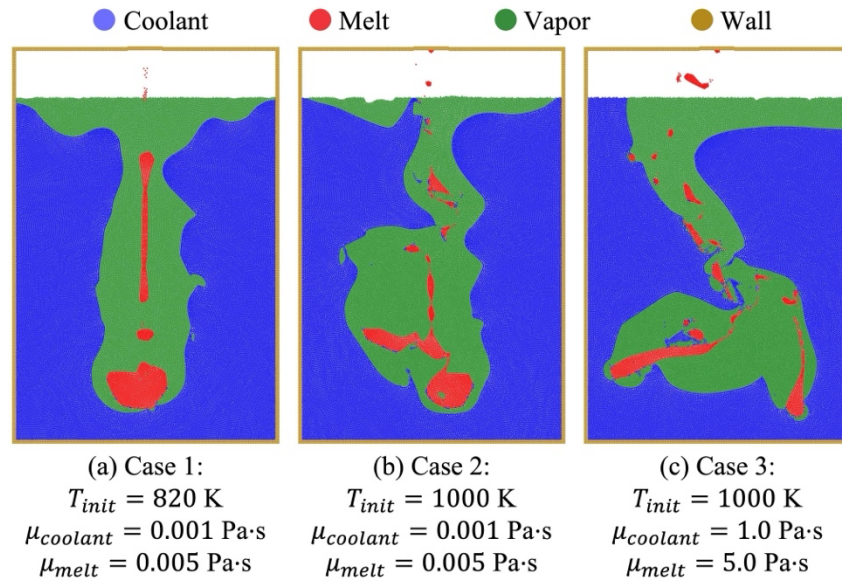 Coolant Melt Vapor Wall
(a) Case 1:
T_init = 820 K
μ_coolant = 0.001 Pa·s
μ_melt = 0.005 Pa·s
(b) Case 2:
T_init = 1000 K
μ_coolant = 0.001 Pa·s
μ_melt = 0.005 Pa·s
(c) Case 3:
T_init = 1000 K
μ_coolant = 1.0 Pa·s
μ_melt = 5.0 Pa·s